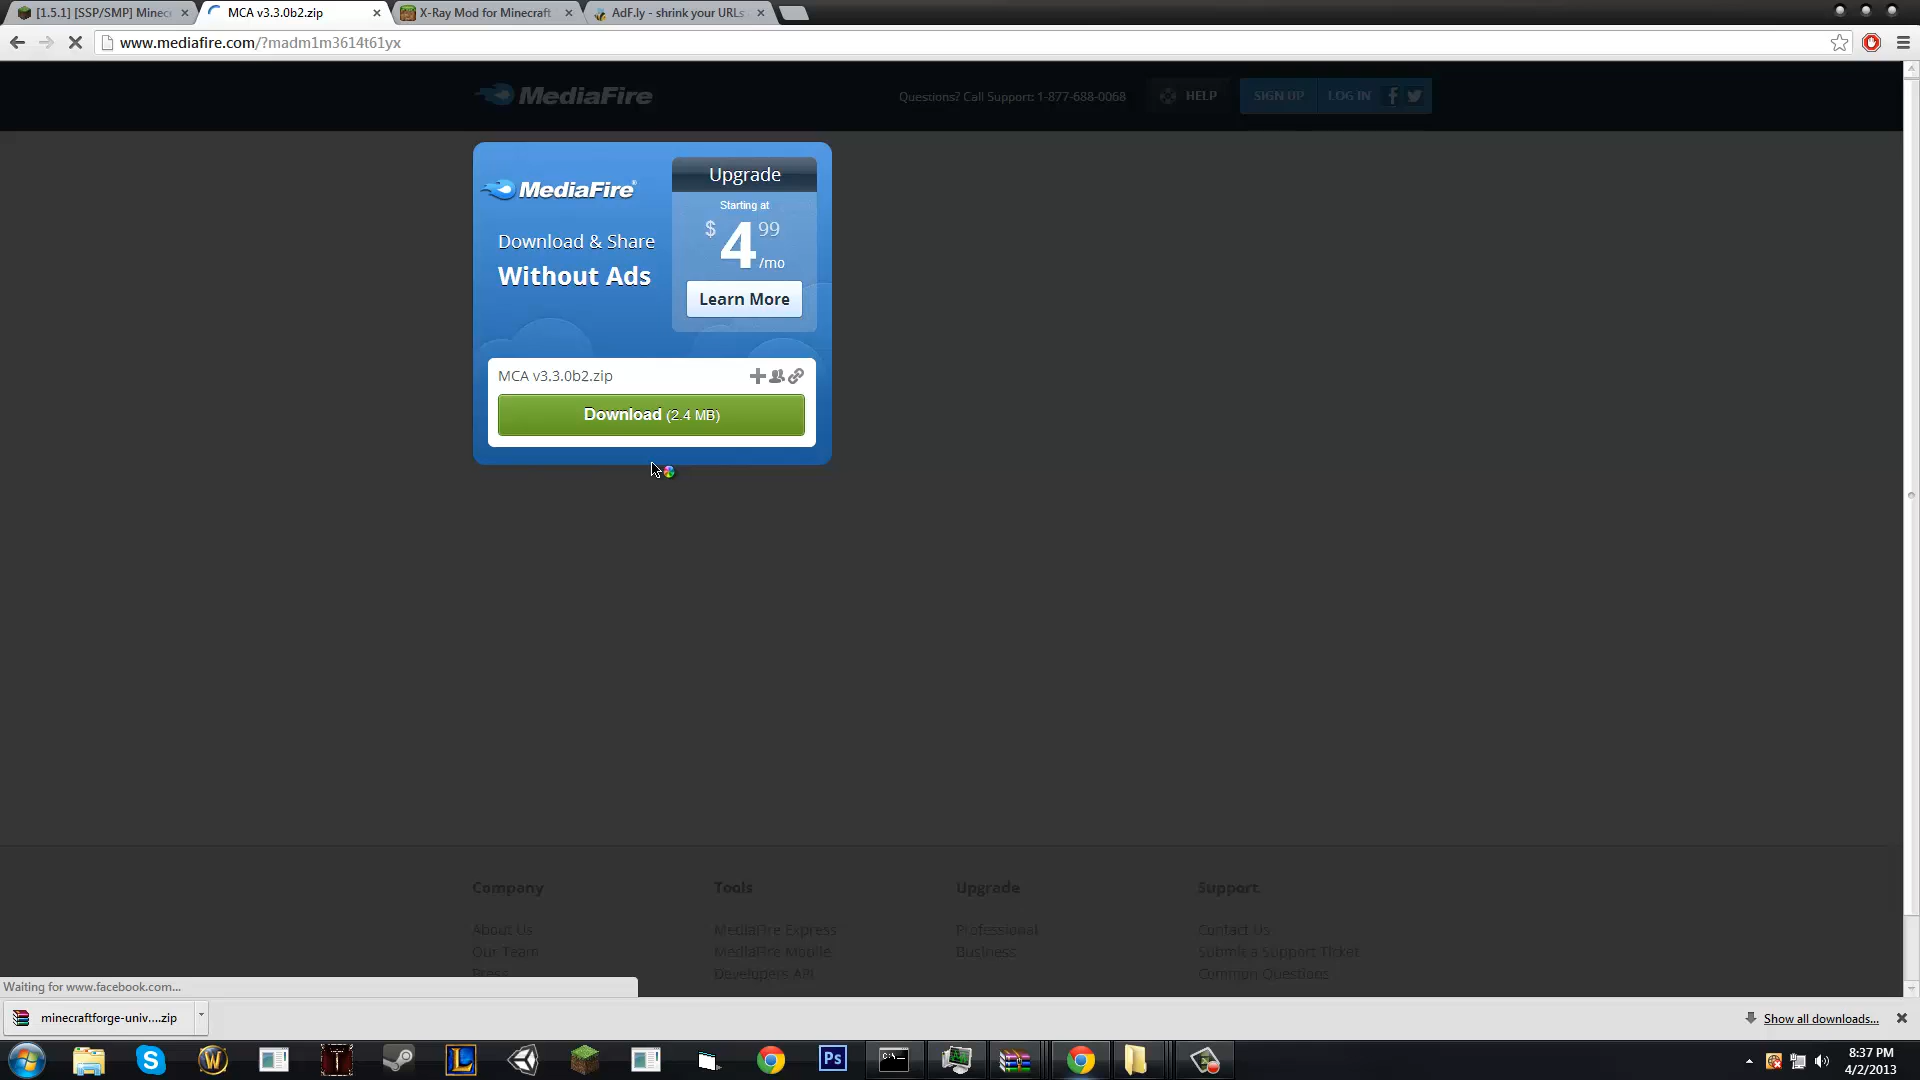 [1.5.1] [SSP/SMP] Minec
MCA v3.3.0b2.zip
X-Ray Mod for Minecraft
AdF.ly - shrink your URLs
www.mediafire.com/?madm1m3614t61yx
MediaFire
Questions? Call Support: 1-877-688-0068
HELP
SIGN UP
LOG IN
MediaFire
Download & Share
Without Ads
Upgrade
Starting at
$ 4 99
/mo
Learn More
MCA v3.3.0b2.zip
Download (2.4 MB)
Company
Tools
Upgrade
Support
About Us
MediaFire Express
Professional
Contact Us
Our Team
MediaFire Mobile
Business
Submit a Support Ticket
Press
Developers API
Common Questions
Waiting for www.facebook.com...
minecraftforge-univ....zip
Show all downloads...
Ps
C:\
8:37 PM
4/2/2013